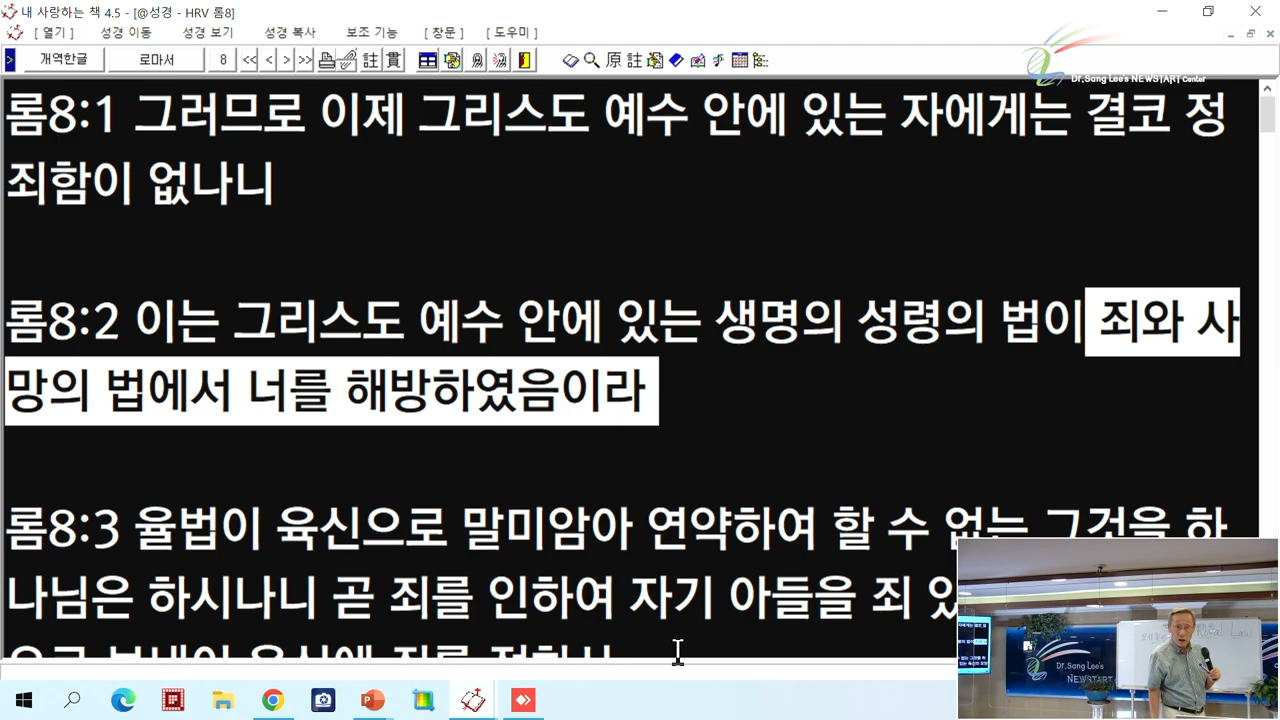 내 사랑하는 책 4.5 - [@성경 - HRV 롬8]
[ 열기 ] 성경 이동 성경 보기 성경 복사 보조 기능 [ 창문 ] [ 도우미 ]
개역한글 로마서 8 << < > >> 註 貫 原 註
Dr.Sang Lee's NEWSTART Center
롬8:1 그러므로 이제 그리스도 예수 안에 있는 자에게는 결코 정
죄함이 없나니
롬8:2 이는 그리스도 예수 안에 있는 생명의 성령의 법이 죄와 사
망의 법에서 너를 해방하였음이라
롬8:3 율법이 육신으로 말미암아 연약하여 할 수 없는 그것을 하
나님은 하시나니 곧 죄를 인하여 자기 아들을 죄
Dr.Sang Lee's
NEWSTART
Law